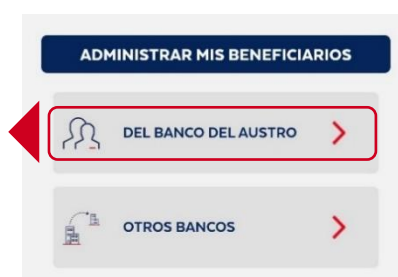 ADMINISTRAR MIS BENEFICIARIOS
DEL BANCO DEL AUSTRO
OTROS BANCOS